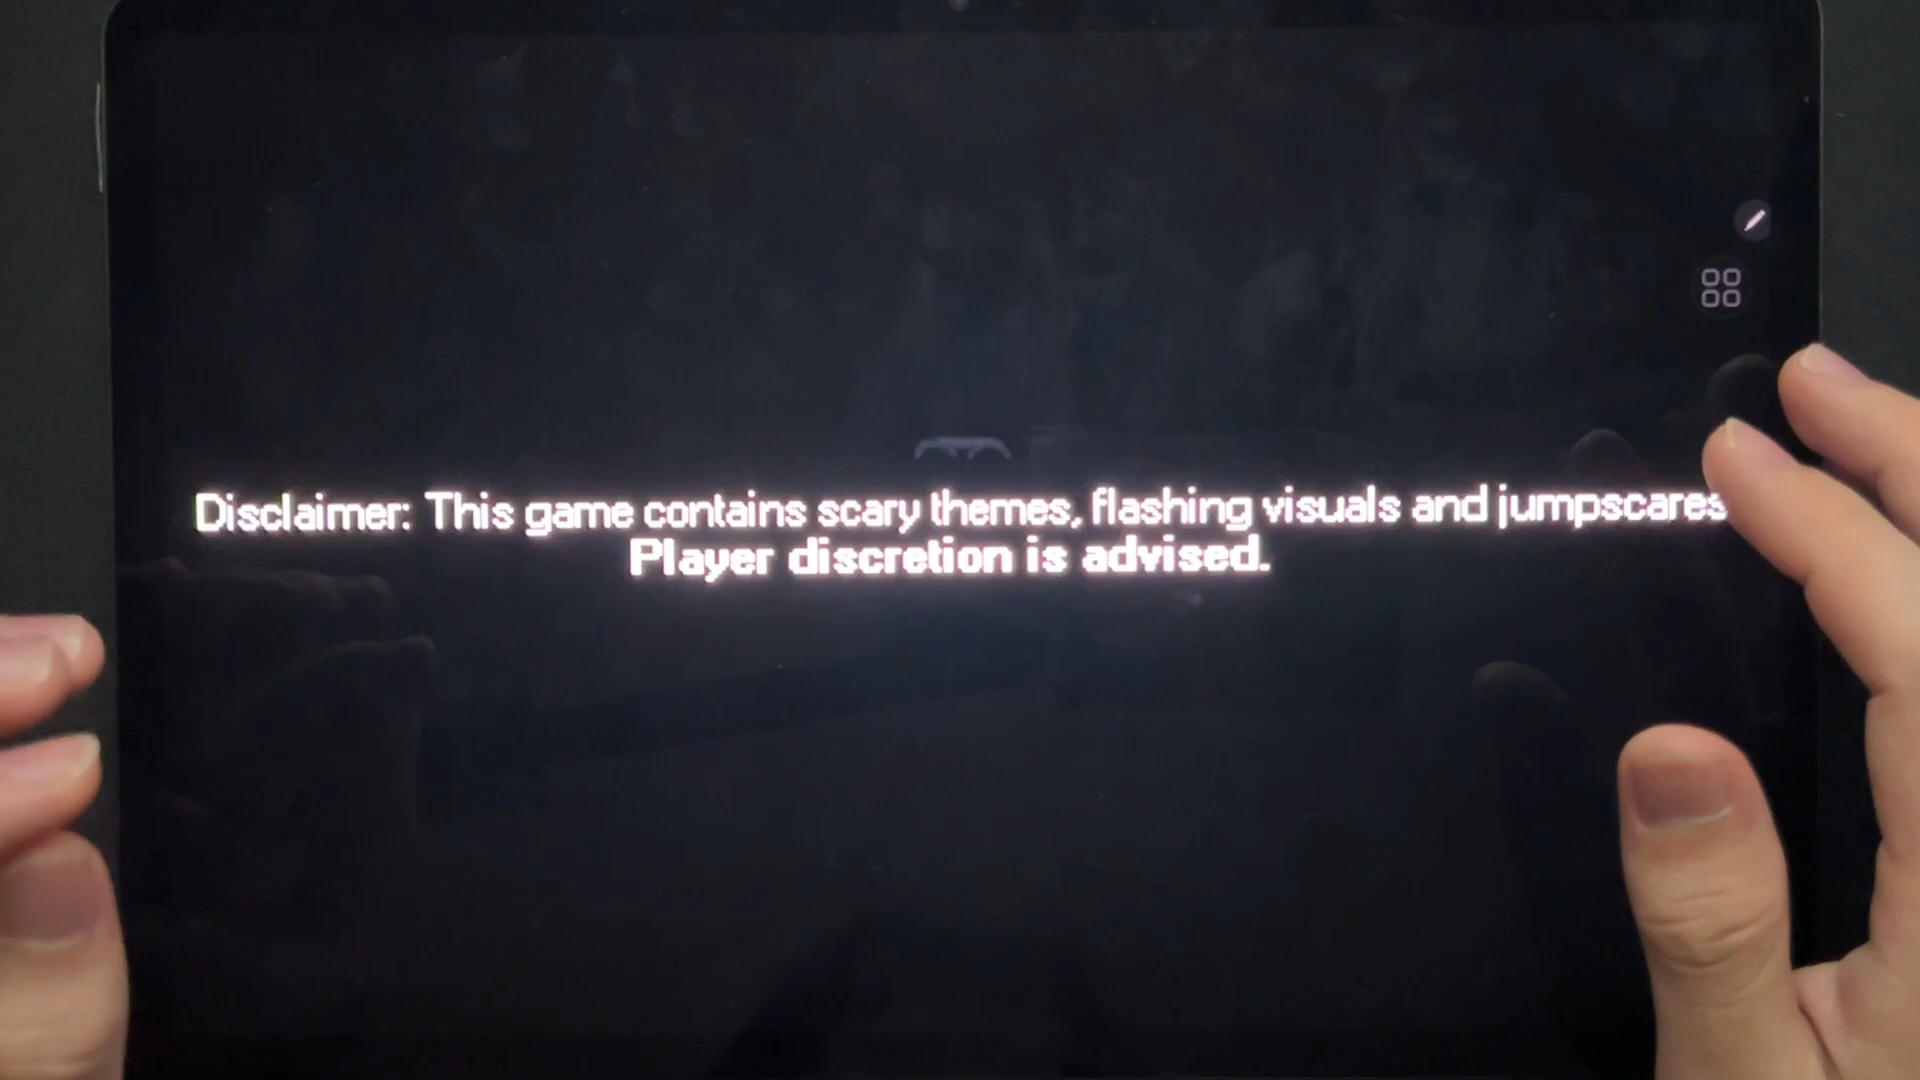 Disclaimer: This game contains scary themes, flashing visuals and jumpscares
Player discretion is advised.